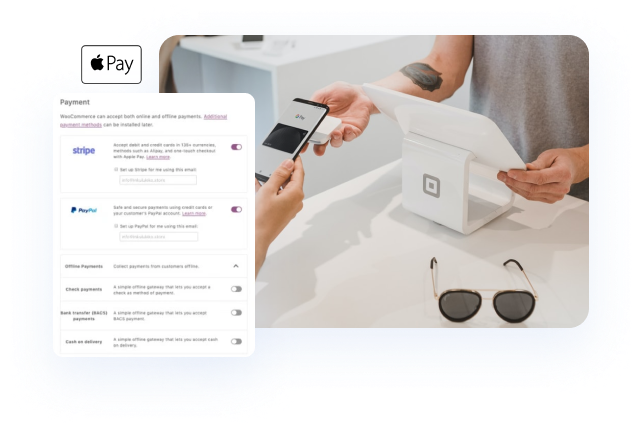 Pay
Payment
WooCommerce can accept both online and offline payments. Additional
payment methods can be installed later.
stripe
Accept debit and credit cards in 135+ currencies,
methods such as Alipay, and one-touch checkout
with Apple Pay. Learn more.
Set up Stripe for me using this email:
PayPal
Safe and secure payments using credit cards or
your customer's PayPal account. Learn more.
Set up PayPal for me using this email:
Offline Payments
Collect payments from customers offline.
Check payments
A simple offline gateway that lets you accept a
check as method of payment.
Bank transfer (BACS)
payments
A simple offline gateway that lets you accept
BACS payment.
Cash on delivery
A simple offline gateway that lets you accept cash
on delivery.
G Pay